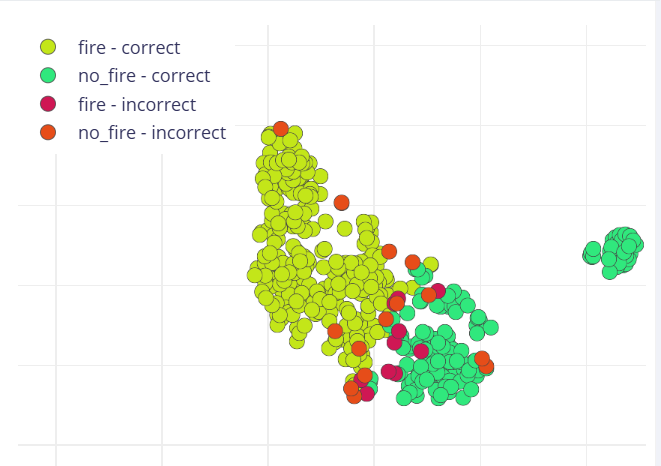 fire - correct
no_fire - correct
fire - incorrect
no_fire - incorrect